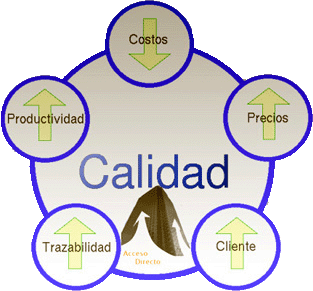 Costos
Productividad
Precios
Calidad
Trazabilidad
Acceso
Directo
Cliente